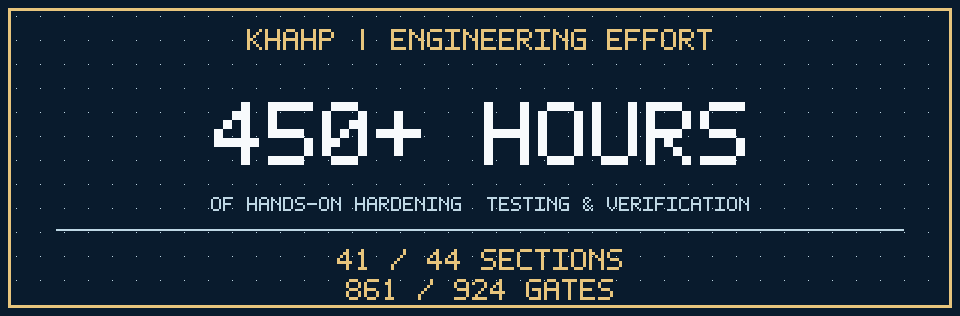 KHAHP | ENGINEERING EFFORT
450+ HOURS
OF HANDS-ON HARDENING TESTING & VERIFICATION
41 / 44 SECTIONS
861 / 924 GATES